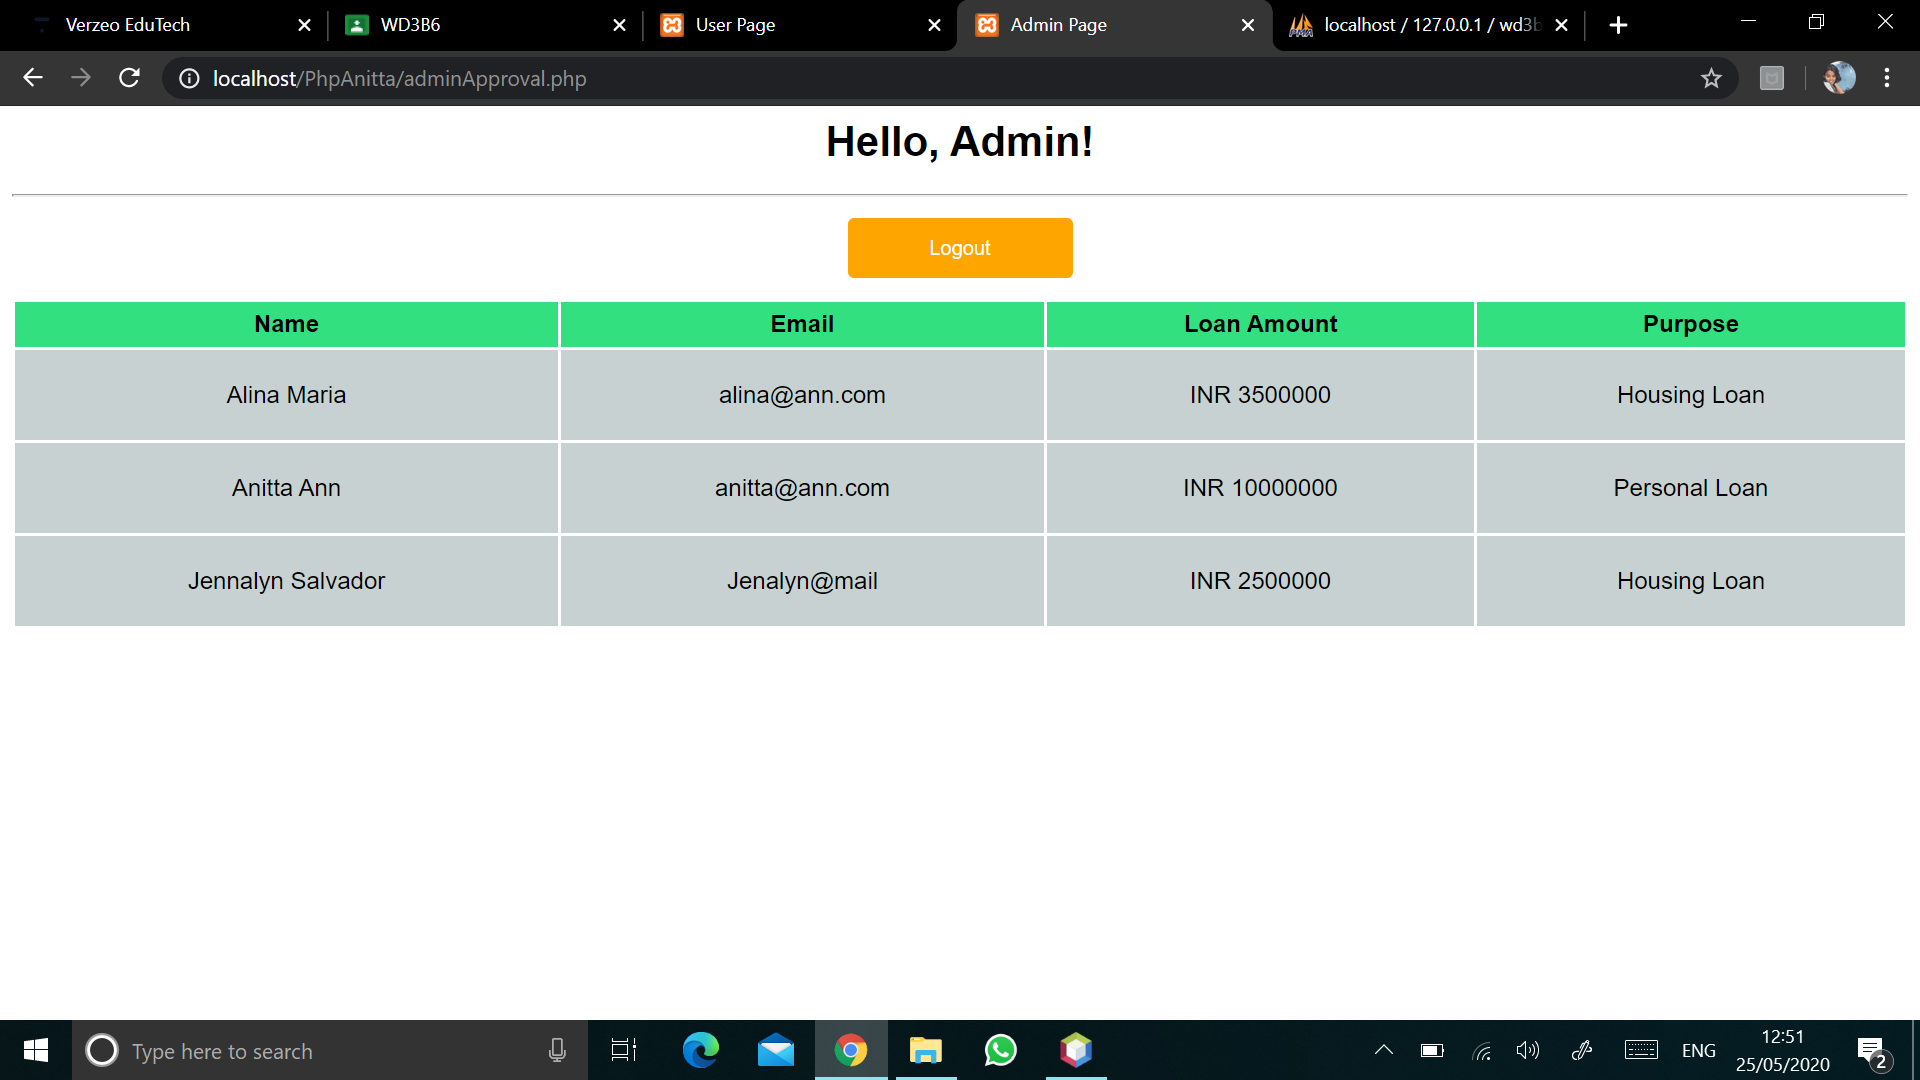 Verzeo EduTech
WD3B6
User Page
Admin Page
localhost / 127.0.0.1 / wd3b
localhost/PhpAnitta/adminApproval.php
Hello, Admin!
Logout
Name Email Loan Amount Purpose
Alina Maria alina@ann.com INR 3500000 Housing Loan
Anitta Ann anitta@ann.com INR 10000000 Personal Loan
Jennalyn Salvador Jenalyn@mail INR 2500000 Housing Loan
Type here to search
ENG
12:51
25/05/2020
2